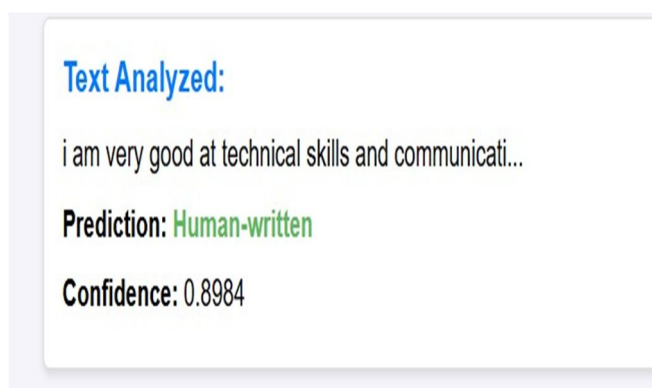 Text Analyzed:
i am very good at technical skills and communicati...
Prediction: Human-written
Confidence: 0.8984